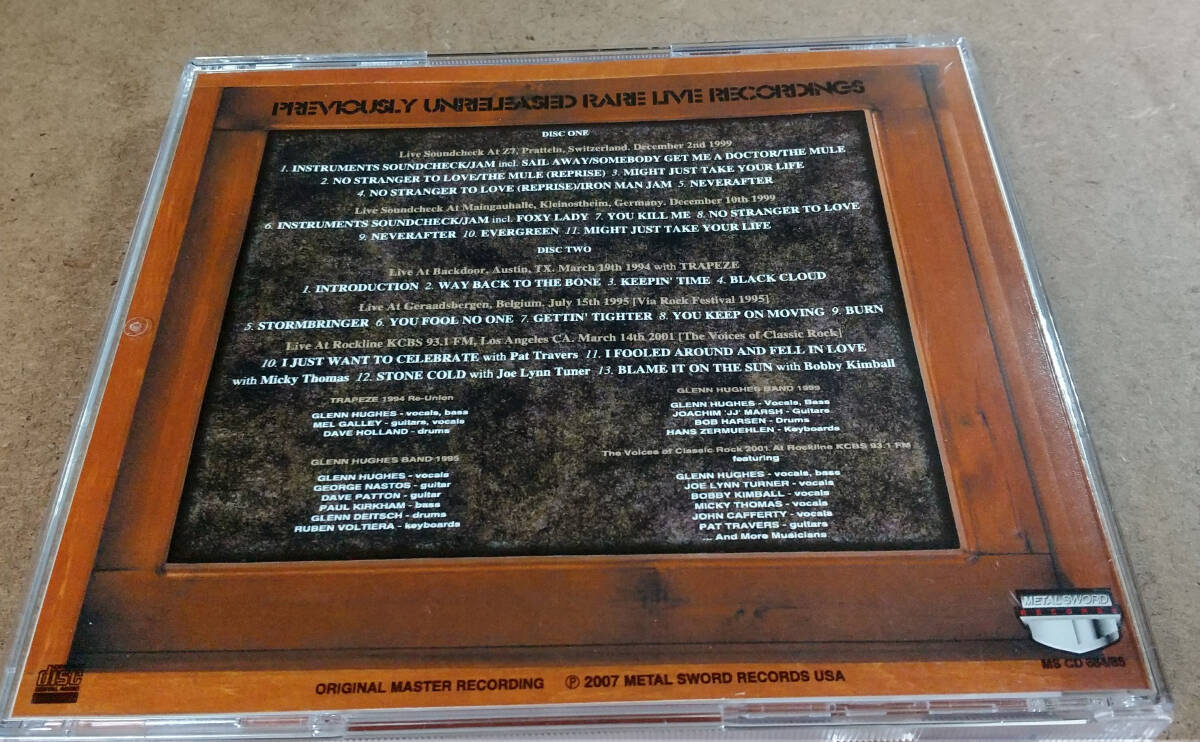 PREVIOUSLY UNRELEASED RARE LIVE RECORDINGS
DISC ONE
Live Soundcheck At Z7, Pratteln, Switzerland. December 2nd 1999
1. INSTRUMENTS SOUNDCHECK/JAM incl. SAIL AWAY/SOMEBODY GET ME A DOCTOR/THE MULE
2. NO STRANGER TO LOVE/THE MULE (REPRISE) 3. MIGHT JUST TAKE YOUR LIFE
4. NO STRANGER TO LOVE (REPRISE)/IRON MAN JAM 5. NEVERAFTER
Live Soundcheck At Maingauhalle, Kleinostheim, Germany. December 10th 1999
6. INSTRUMENTS SOUNDCHECK/JAM incl. FOXY LADY 7. YOU KILL ME 8. NO STRANGER TO LOVE
9. NEVERAFTER 10. EVERGREEN 11. MIGHT JUST TAKE YOUR LIFE
DISC TWO
Live At Backdoor, Austin, TX. March 19th 1994 with TRAPEZE
1. INTRODUCTION 2. WAY BACK TO THE BONE 3. KEEPIN' TIME 4. BLACK CLOUD
Live At Geraadsbergen, Belgium. July 15th 1995 [Via Rock Festival 1995]
5. STORMBRINGER 6. YOU FOOL NO ONE 7. GETTIN' TIGHTER 8. YOU KEEP ON MOVING 9. BURN
Live At Rockline KCBS 93.1 FM, Los Angeles CA. March 14th 2001 [The Voices of Classic Rock]
10. I JUST WANT TO CELEBRATE with Pat Travers 11. I FOOLED AROUND AND FELL IN LOVE
with Micky Thomas 12. STONE COLD with Joe Lynn Tuner 13. BLAME IT ON THE SUN with Bobby Kimball
TRAPEZE 1994 Re-Union
GLENN HUGHES - vocals, bass
MEL GALLEY - guitars, vocals
DAVE HOLLAND - drums
GLENN HUGHES BAND 1995
GLENN HUGHES - vocals
GEORGE NASTOS - guitar
DAVE PATTON - guitar
PAUL KIRKHAM - bass
GLENN DEITSCH - drums
RUBEN VOLTIERA - keyboards
GLENN HUGHES BAND 1999
GLENN HUGHES - Vocals, Bass
JOACHIM 'JJ' MARSH - Guitars
BOB HARSEN - Drums
HANS ZERMUEHLEN - Keyboards
The Voices of Classic Rock 2001 At Rockline KCBS 93.1 FM
featuring
GLENN HUGHES - vocals, bass
JOE LYNN TURNER - vocals
BOBBY KIMBALL - vocals
MICKY THOMAS - vocals
JOHN CAFFERTY - vocals
PAT TRAVERS - guitars
... And More Musicians
METAL SWORD
RECORDS
MS CD 884/85
disc
ORIGINAL MASTER RECORDING ℗ 2007 METAL SWORD RECORDS USA